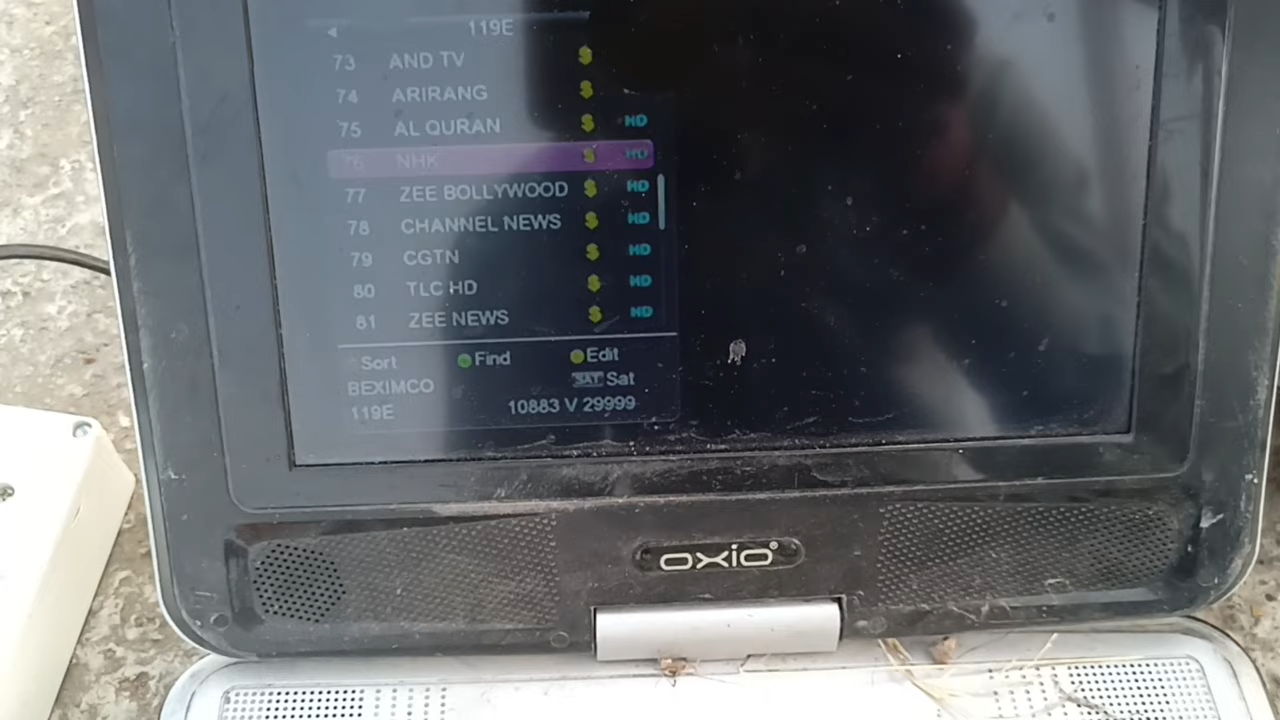 119E
73 AND TV $
74 ARIRANG $
75 AL QURAN $ HD
76 NHK $ HD
77 ZEE BOLLYWOOD $ HD
78 CHANNEL NEWS $ HD
79 CGTN $ HD
80 TLC HD $ HD
81 ZEE NEWS $ HD
Sort Find Edit
BEXIMCO SAT Sat
119E 10883 V 29999
oxio®